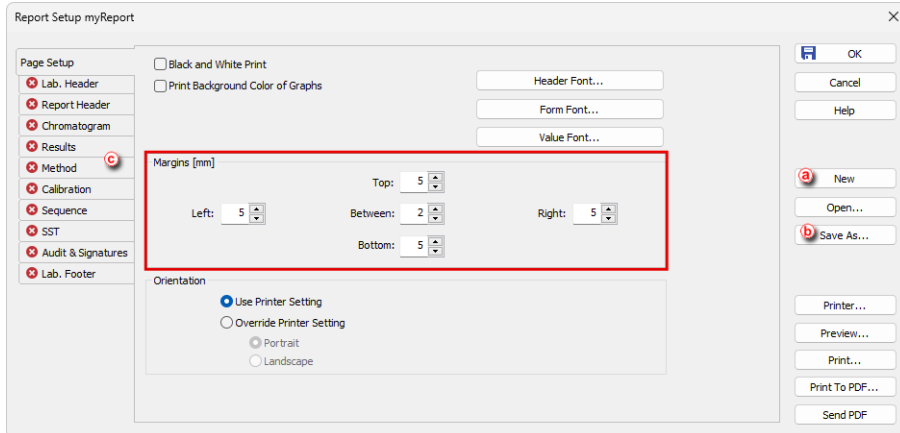 Report Setup myReport
Page Setup
Lab. Header
Report Header
Chromatogram
Results
Method
Calibration
Sequence
SST
Audit & Signatures
Lab. Footer
c
Black and White Print
Print Background Color of Graphs
Header Font...
Form Font...
Value Font...
Margins [mm]
Top: 5
Left: 5 Between: 2 Right: 5
Bottom: 5
Orientation
Use Printer Setting
Override Printer Setting
Portrait
Landscape
OK
Cancel
Help
a New
Open...
b Save As...
Printer...
Preview...
Print...
Print To PDF...
Send PDF